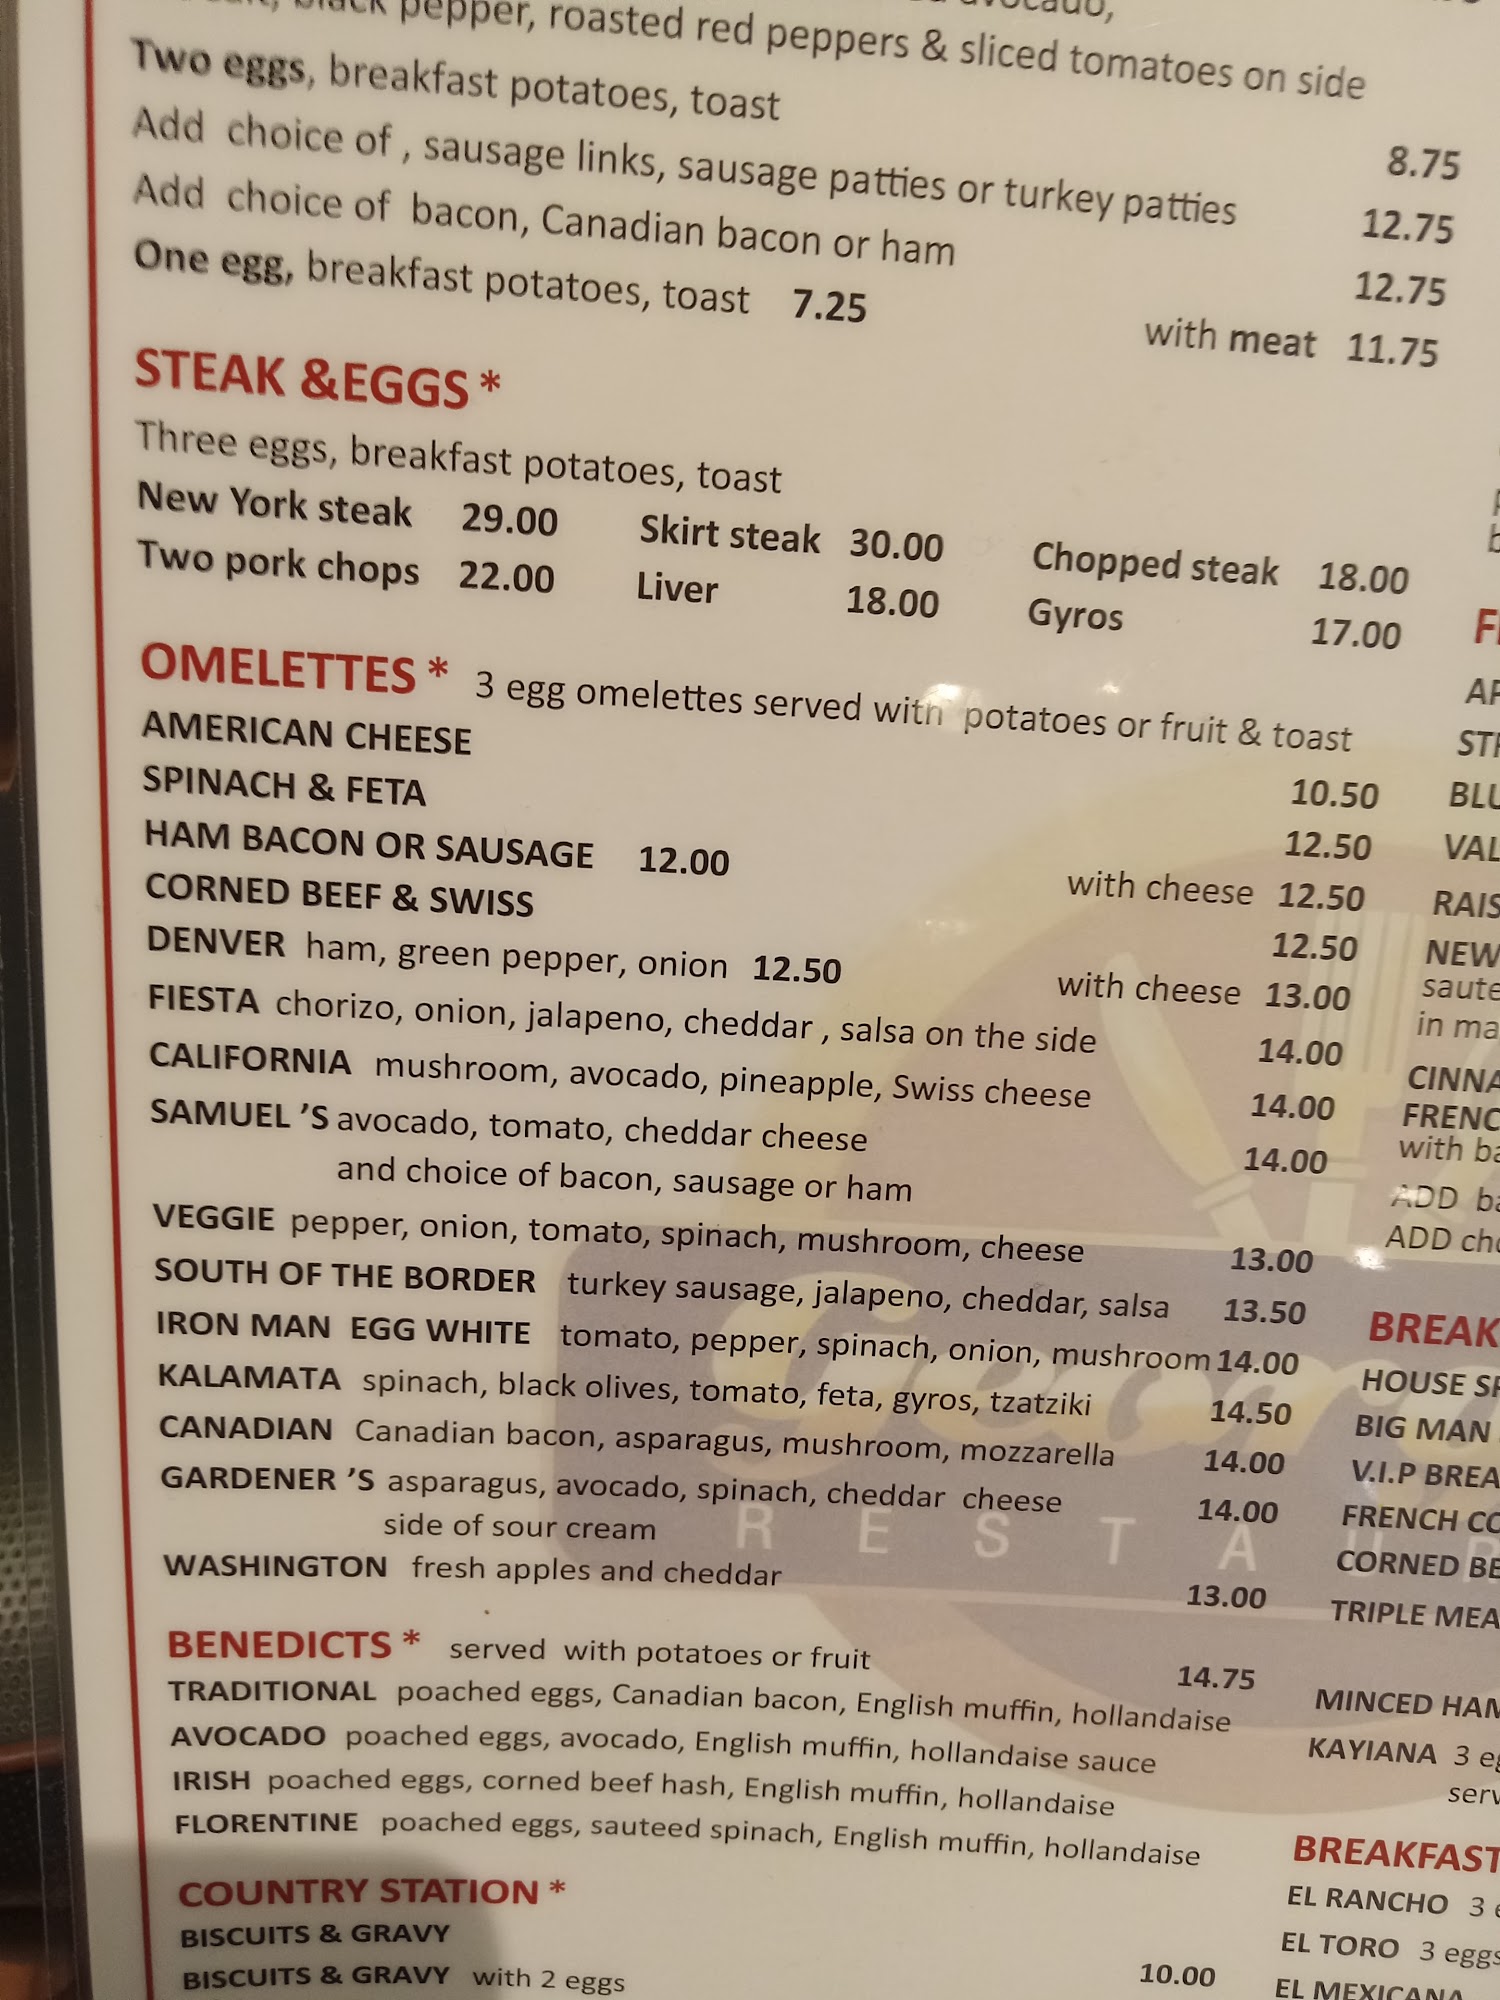 black pepper, roasted red peppers & sliced tomatoes on side
Two eggs, breakfast potatoes, toast 8.75
Add choice of , sausage links, sausage patties or turkey patties 12.75
Add choice of bacon, Canadian bacon or ham 12.75
One egg, breakfast potatoes, toast 7.25 with meat 11.75
STEAK &EGGS *
Three eggs, breakfast potatoes, toast
New York steak 29.00 Skirt steak 30.00 Chopped steak 18.00
Two pork chops 22.00 Liver 18.00 Gyros 17.00
OMELETTES * 3 egg omelettes served with potatoes or fruit & toast
AMERICAN CHEESE 10.50
SPINACH & FETA 12.50
HAM BACON OR SAUSAGE 12.00 with cheese 12.50
CORNED BEEF & SWISS 12.50
DENVER ham, green pepper, onion 12.50 with cheese 13.00
FIESTA chorizo, onion, jalapeno, cheddar , salsa on the side 14.00
CALIFORNIA mushroom, avocado, pineapple, Swiss cheese 14.00
SAMUEL 'S avocado, tomato, cheddar cheese 14.00
and choice of bacon, sausage or ham
VEGGIE pepper, onion, tomato, spinach, mushroom, cheese 13.00
SOUTH OF THE BORDER turkey sausage, jalapeno, cheddar, salsa 13.50
IRON MAN EGG WHITE tomato, pepper, spinach, onion, mushroom 14.00
KALAMATA spinach, black olives, tomato, feta, gyros, tzatziki 14.50
CANADIAN Canadian bacon, asparagus, mushroom, mozzarella 14.00
GARDENER 'S asparagus, avocado, spinach, cheddar cheese 14.00
side of sour cream
WASHINGTON fresh apples and cheddar 13.00
BENEDICTS * served with potatoes or fruit 14.75
TRADITIONAL poached eggs, Canadian bacon, English muffin, hollandaise
AVOCADO poached eggs, avocado, English muffin, hollandaise sauce
IRISH poached eggs, corned beef hash, English muffin, hollandaise
FLORENTINE poached eggs, sauteed spinach, English muffin, hollandaise
COUNTRY STATION *
BISCUITS & GRAVY 10.00
BISCUITS & GRAVY with 2 eggs
NEW
in
with
ADD
ADD
HOUSE
BIG MAN
V.I.P
FRENCH
CORNED
TRIPLE
MINCED
KAYIANA 3
BREAKFAST
EL RANCHO 3
EL TORO 3 eggs
EL MEXICANA